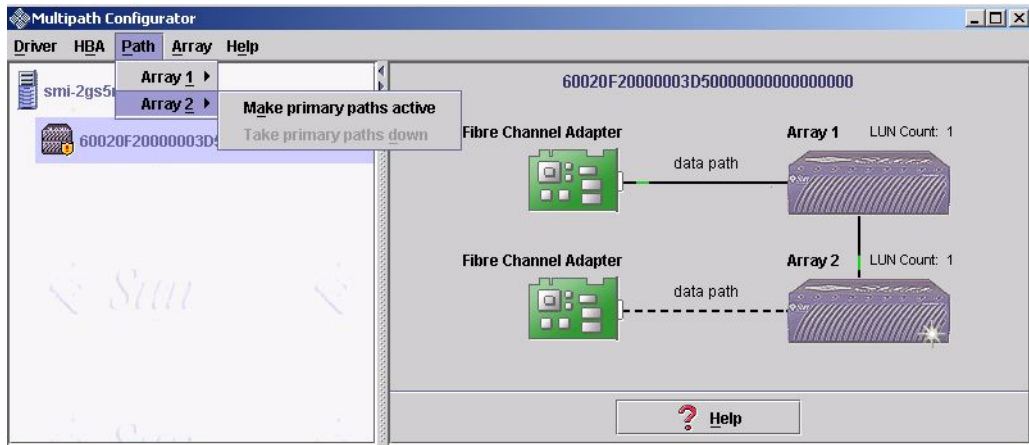 Multipath Configurator
Driver HBA Path Array Help
Array 1
Array 2
Make primary paths active
Take primary paths down
smi-2gs5
60020F20000003D5
60020F20000003D50000000000000000
Fibre Channel Adapter
data path
Array 1 LUN Count: 1
Fibre Channel Adapter
data path
Array 2 LUN Count: 1
Sun
Help